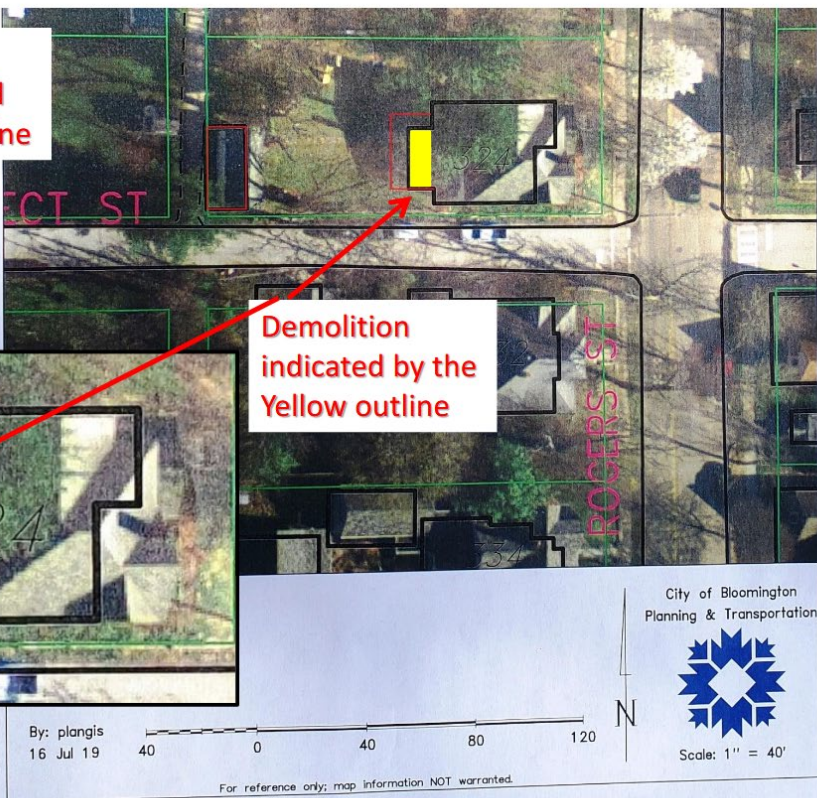 ne
ECT ST
324
Demolition
indicated by the
Yellow outline
ROGERS ST
334
24
City of Bloomington
Planning & Transportation
By: plangis
16 Jul 19
40 0 40 80 120
N
Scale: 1'' = 40'
For reference only; map information NOT warranted.